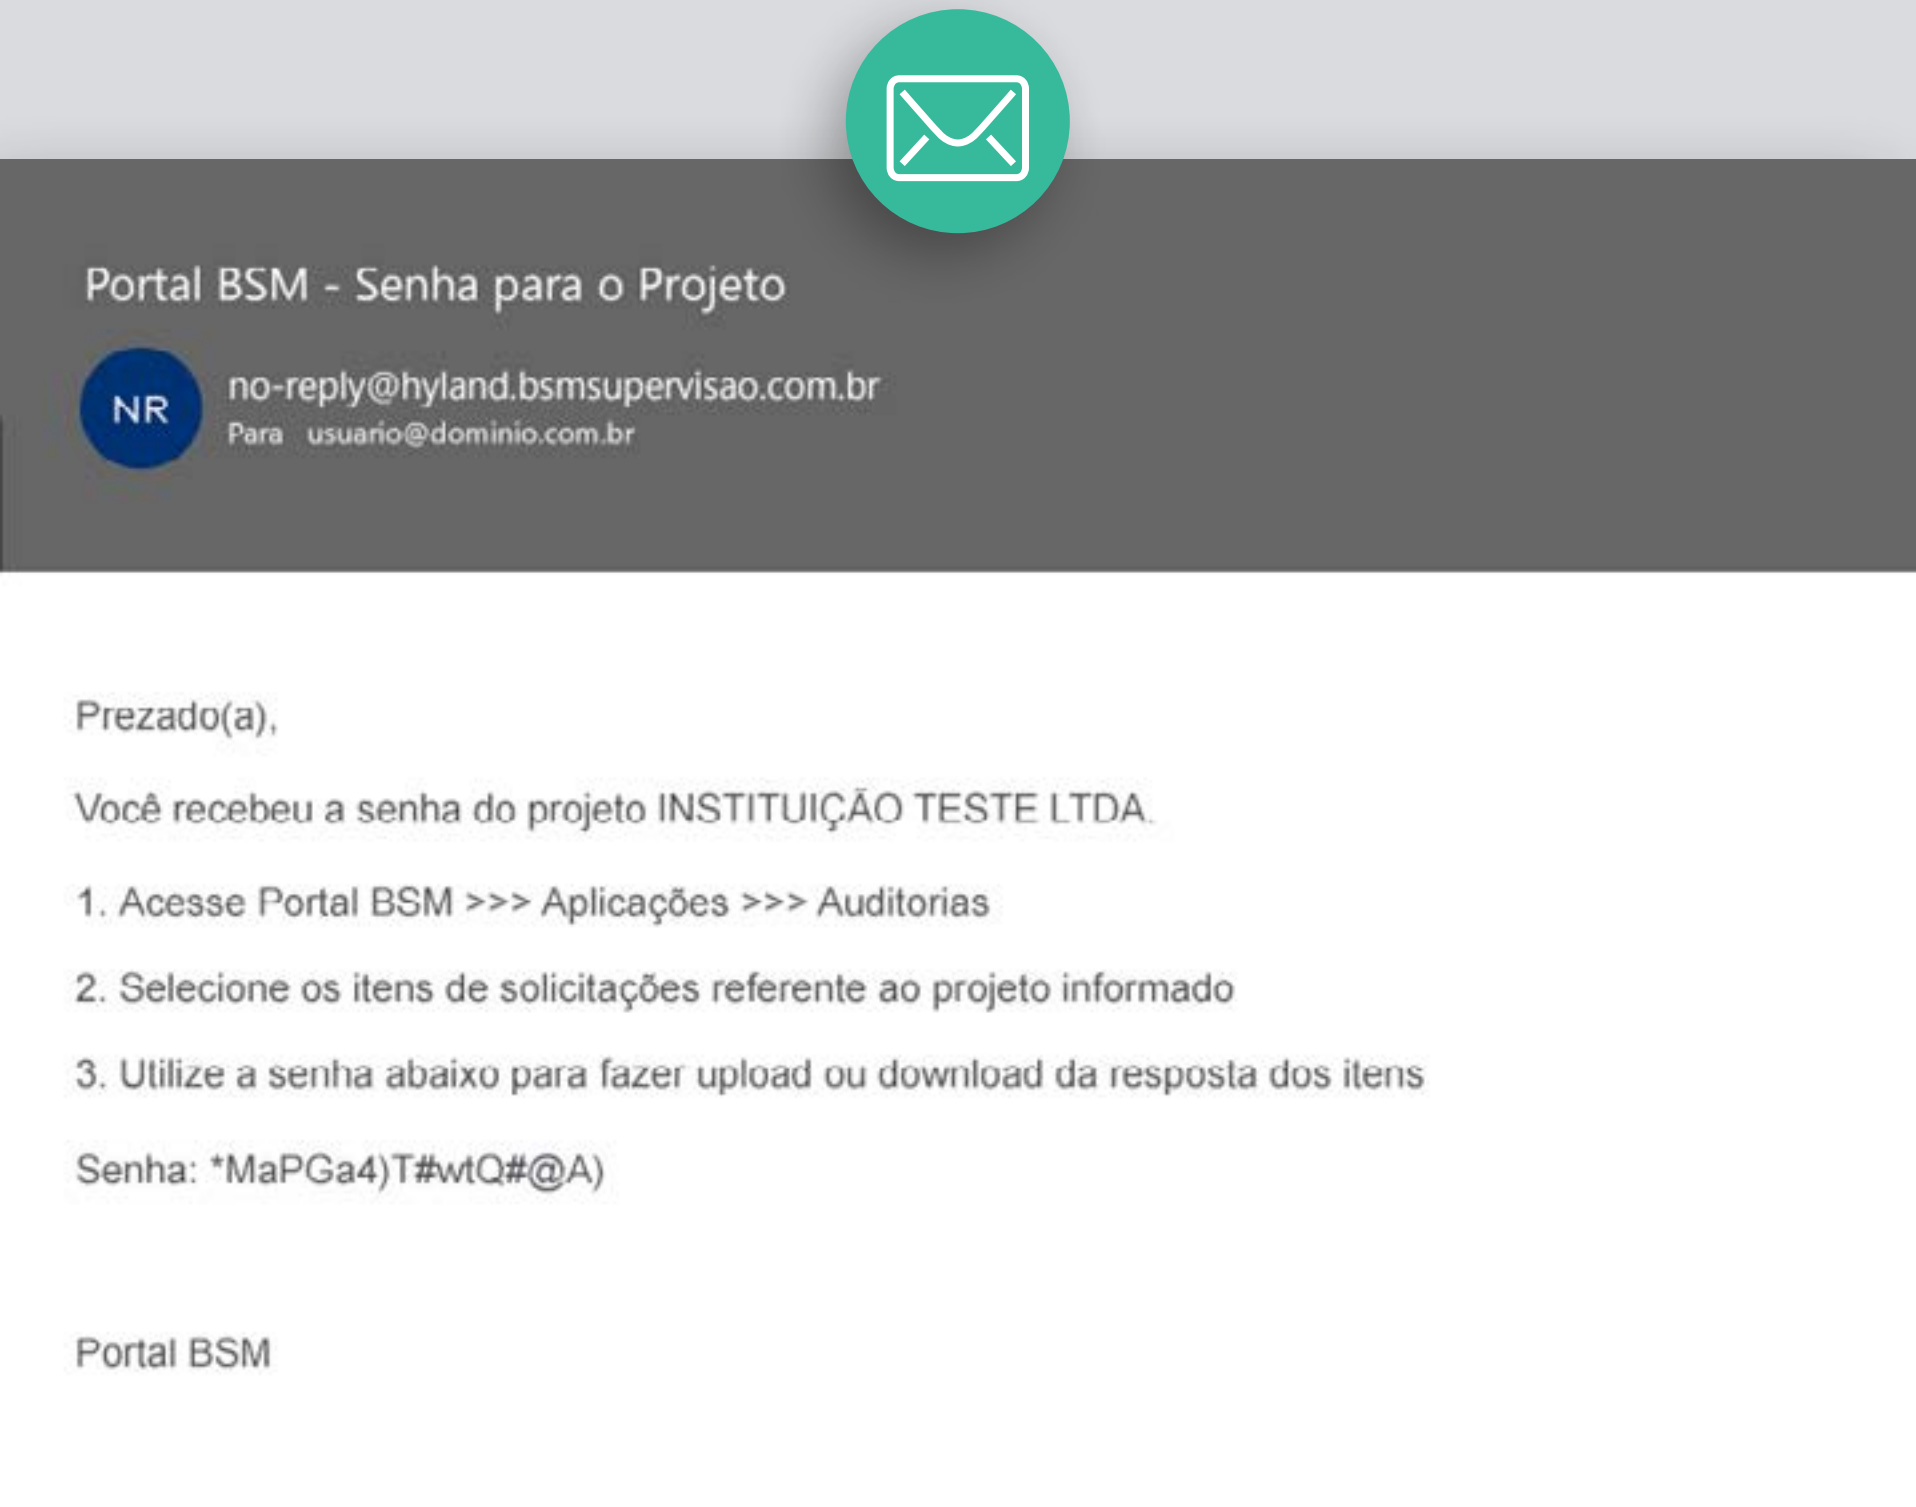 Portal BSM - Senha para o Projeto
NR
no-reply@hyland.bsmsupervisao.com.br
Para usuario@dominio.com.br
Prezado(a),
Você recebeu a senha do projeto INSTITUIÇÃO TESTE LTDA.
1. Acesse Portal BSM >>> Aplicações >>> Auditorias
2. Selecione os itens de solicitações referente ao projeto informado
3. Utilize a senha abaixo para fazer upload ou download da resposta dos itens
Senha: *MaPGa4)T#wtQ#@A)
Portal BSM